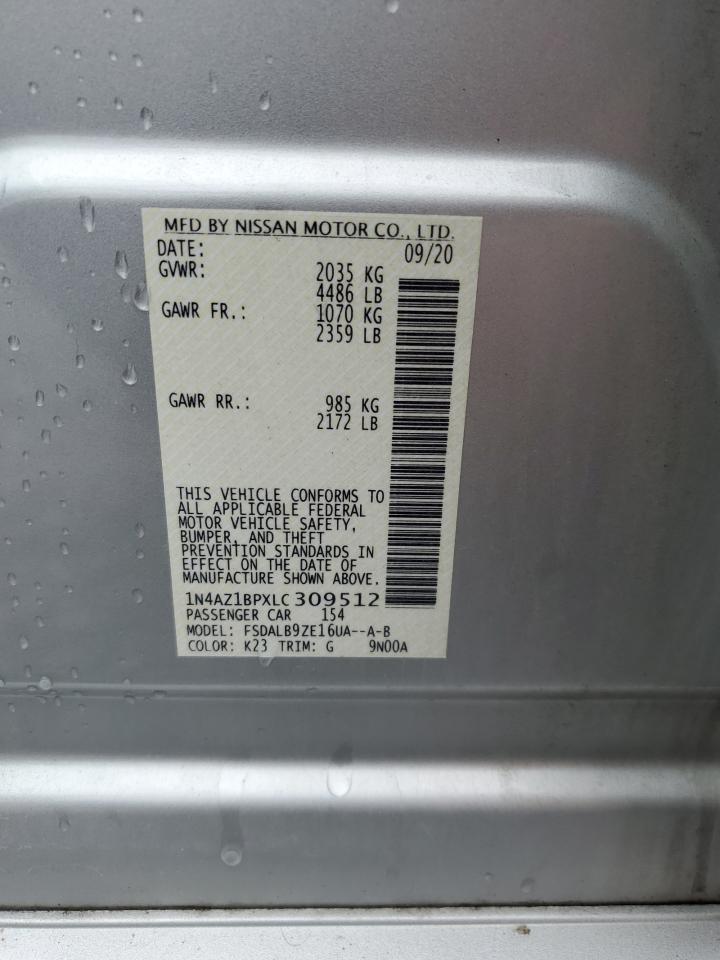 MFD BY NISSAN MOTOR CO., LTD.
DATE: 09/20
GVWR: 2035 KG
4486 LB
GAWR FR.: 1070 KG
2359 LB
GAWR RR.: 985 KG
2172 LB
THIS VEHICLE CONFORMS TO
ALL APPLICABLE FEDERAL
MOTOR VEHICLE SAFETY,
BUMPER, AND THEFT
PREVENTION STANDARDS IN
EFFECT ON THE DATE OF
MANUFACTURE SHOWN ABOVE.
1N4AZ1BPXLC309512
PASSENGER CAR 154
MODEL: FSDALB9ZE16UA--A-B
COLOR: K23 TRIM: G 9N00A